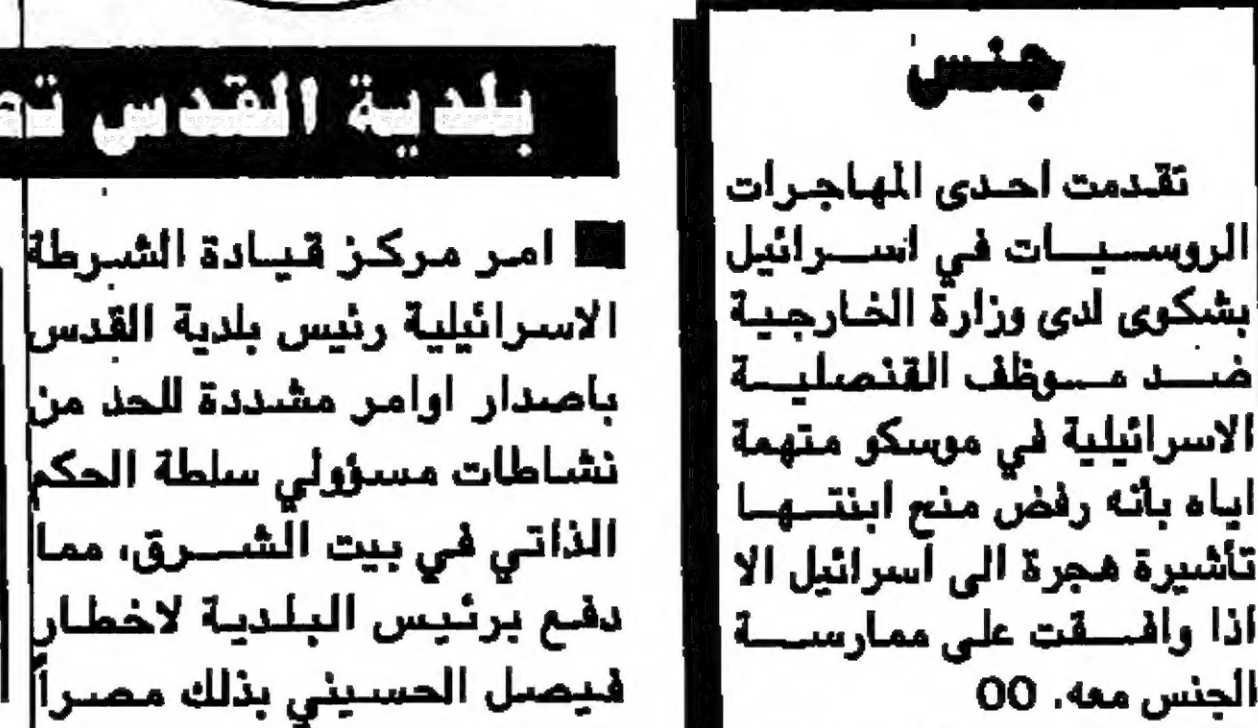 جنس
تقدمت احدى المهاجرات
الروسيات في اسرائيل
بشكوى لدى وزارة الخارجية
ضد موظف القنصلية
الاسرائيلية في موسكو متهمة
اياه بأنه رفض منح ابنتها
تأشيرة هجرة الى اسرائيل الا
اذا وافقت على ممارسة
الجنس معه. OO
بلدية القدس
■ امر مركز قيادة الشرطة
الاسرائيلية رئيس بلدية القدس
باصدار اوامر مشددة للحد من
نشاطات مسؤولي سلطة الحكم
الذاتي في بيت الشرق، مما
دفع برئيس البلدية لاخطار
فيصل الحسيني بذلك مصراً